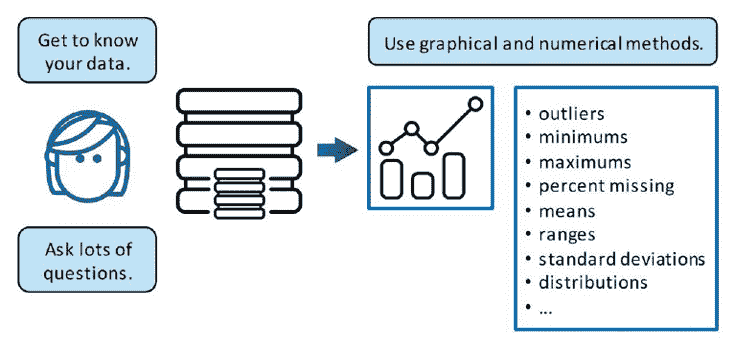 Get to know
your data.
Ask lots of
questions.
Use graphical and numerical methods.
• outliers
• minimums
• maximums
• percent missing
• means
• ranges
• standard deviations
• distributions
• ...